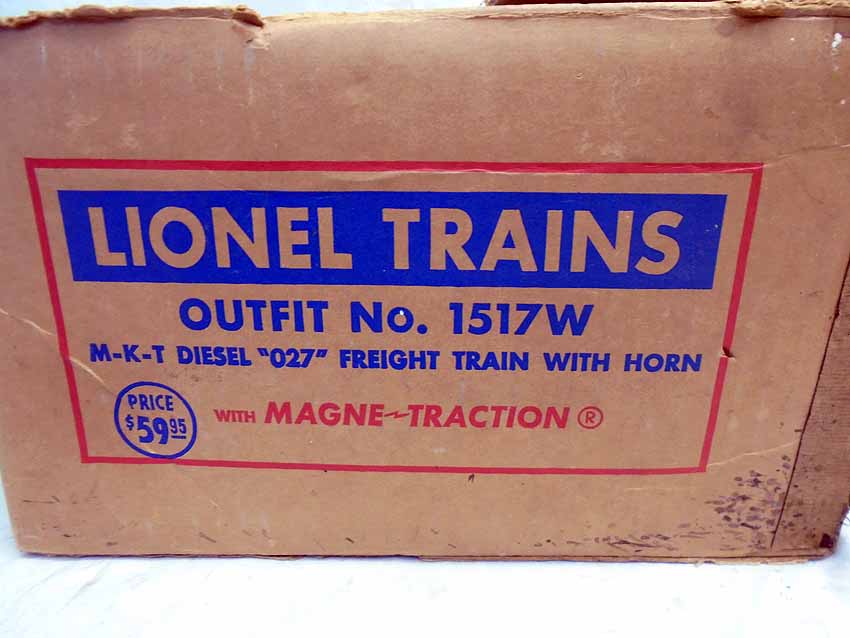 LIONEL TRAINS
OUTFIT No. 1517W
M-K-T DIESEL "027" FREIGHT TRAIN WITH HORN
PRICE
$59.95
WITH MAGNE-TRACTION ®